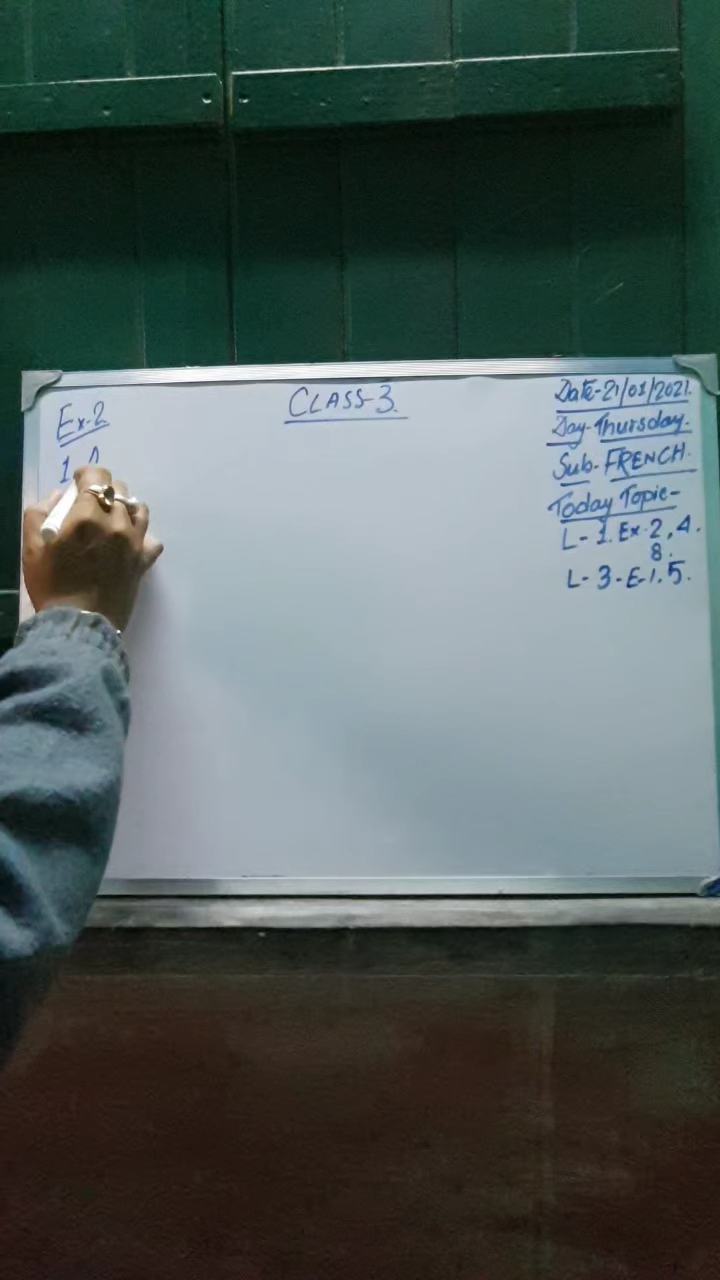 CLASS-3.
Date-21/01/2021.
Day-Thursday.
Sub-FRENCH.
Today Topic-
L-1. Ex-2, 4.
8.
L-3-E-1.5.
Ex-2
1. A